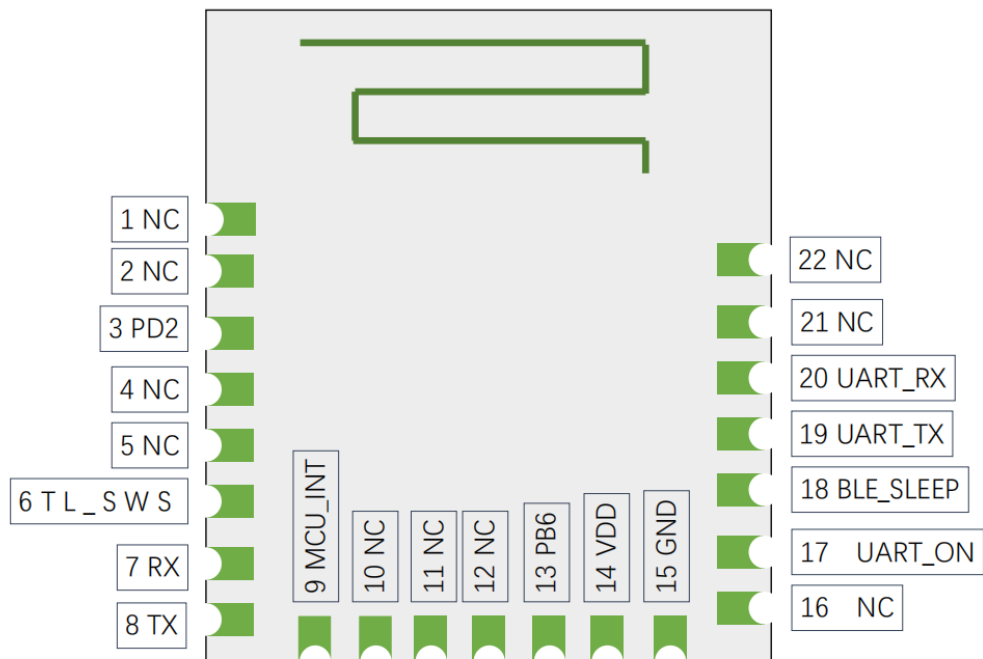 1 NC
2 NC
3 PD2
4 NC
5 NC
6 T L _ S W S
7 RX
8 TX
9 MCU_INT
10 NC
11 NC
12 NC
13 PB6
14 VDD
15 GND
22 NC
21 NC
20 UART_RX
19 UART_TX
18 BLE_SLEEP
17 UART_ON
16 NC